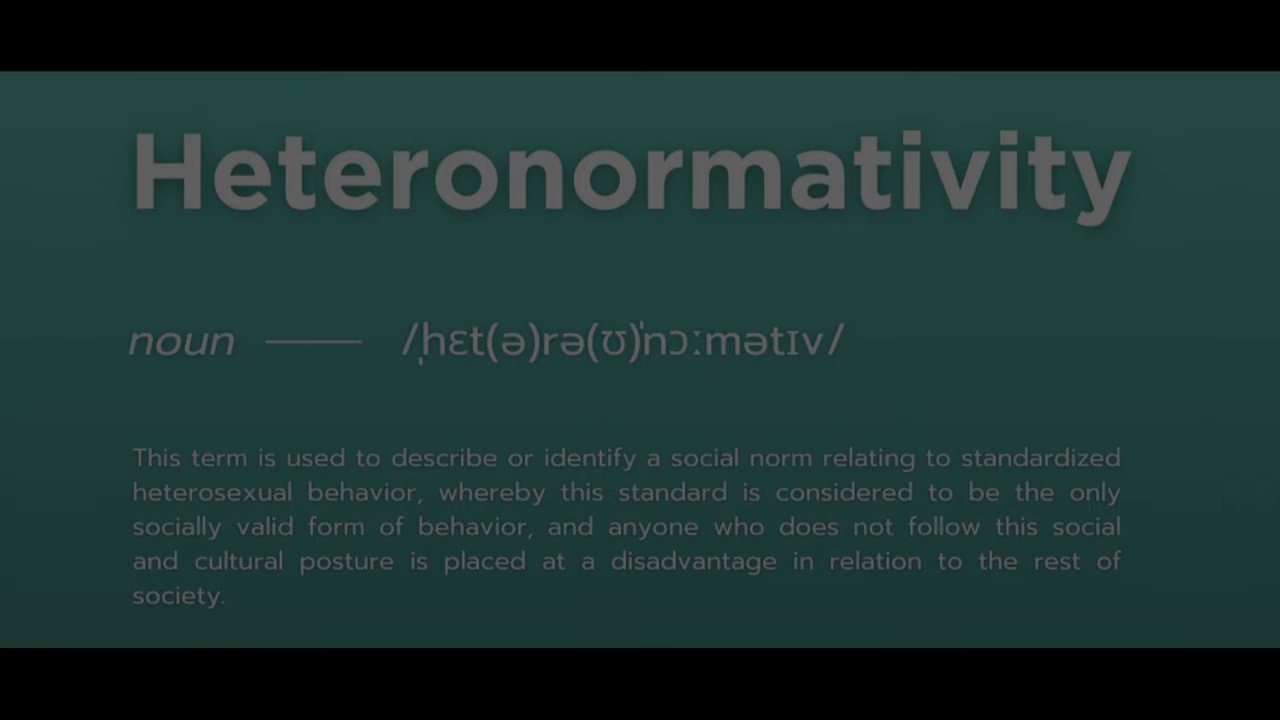 Heteronormativity
noun —— /ˌhɛt(ə)rə(ʊ)ˈnɔːmətɪv/
This term is used to describe or identify a social norm relating to standardized
heterosexual behavior, whereby this standard is considered to be the only
socially valid form of behavior, and anyone who does not follow this social
and cultural posture is placed at a disadvantage in relation to the rest of
society.